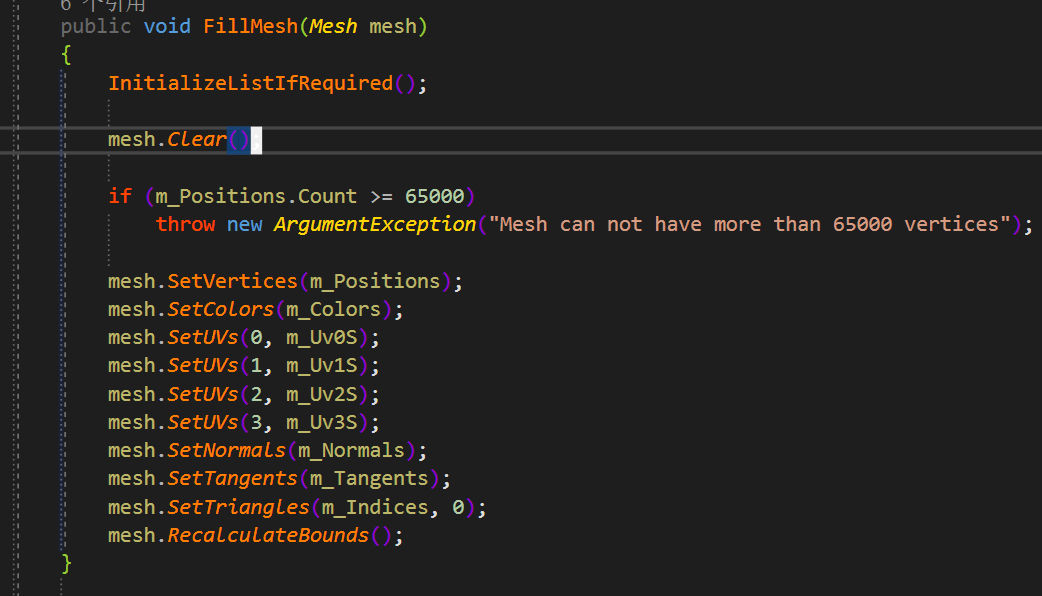 6 个引用
public void FillMesh(Mesh mesh)
{
InitializeListIfRequired();
mesh.Clear();
if (m_Positions.Count >= 65000)
throw new ArgumentException("Mesh can not have more than 65000 vertices");
mesh.SetVertices(m_Positions);
mesh.SetColors(m_Colors);
mesh.SetUVs(0, m_Uv0S);
mesh.SetUVs(1, m_Uv1S);
mesh.SetUVs(2, m_Uv2S);
mesh.SetUVs(3, m_Uv3S);
mesh.SetNormals(m_Normals);
mesh.SetTangents(m_Tangents);
mesh.SetTriangles(m_Indices, 0);
mesh.RecalculateBounds();
}